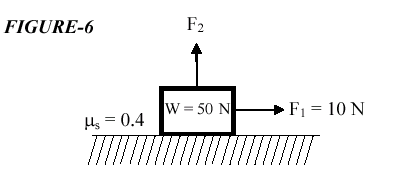 FIGURE-6
F₂
W = 50 N
F₁ = 10 N
μₛ = 0.4